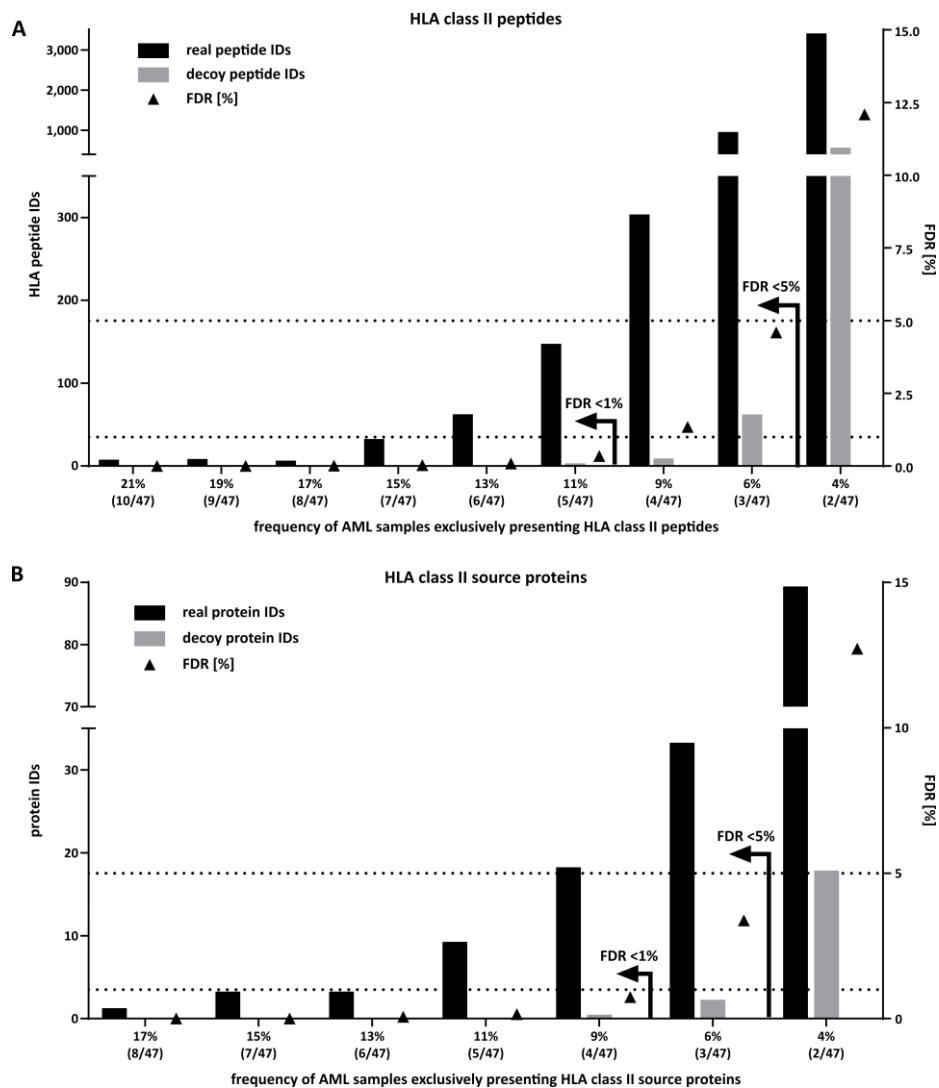 A
HLA class II peptides
real peptide IDs
decoy peptide IDs
FDR [%]
3,000
2,000
1,000
300
200
100
0
HLA peptide IDs
15.0
12.5
10.0
7.5
5.0
2.5
0.0
FDR [%]
FDR <5%
FDR <1%
21% 19% 17% 15% 13% 11% 9% 6% 4%
(10/47) (9/47) (8/47) (7/47) (6/47) (5/47) (4/47) (3/47) (2/47)
frequency of AML samples exclusively presenting HLA class II peptides
B
HLA class II source proteins
real protein IDs
decoy protein IDs
FDR [%]
90
80
70
30
20
10
0
protein IDs
15
10
5
0
FDR [%]
FDR <5%
FDR <1%
17% 15% 13% 11% 9% 6% 4%
(8/47) (7/47) (6/47) (5/47) (4/47) (3/47) (2/47)
frequency of AML samples exclusively presenting HLA class II source proteins